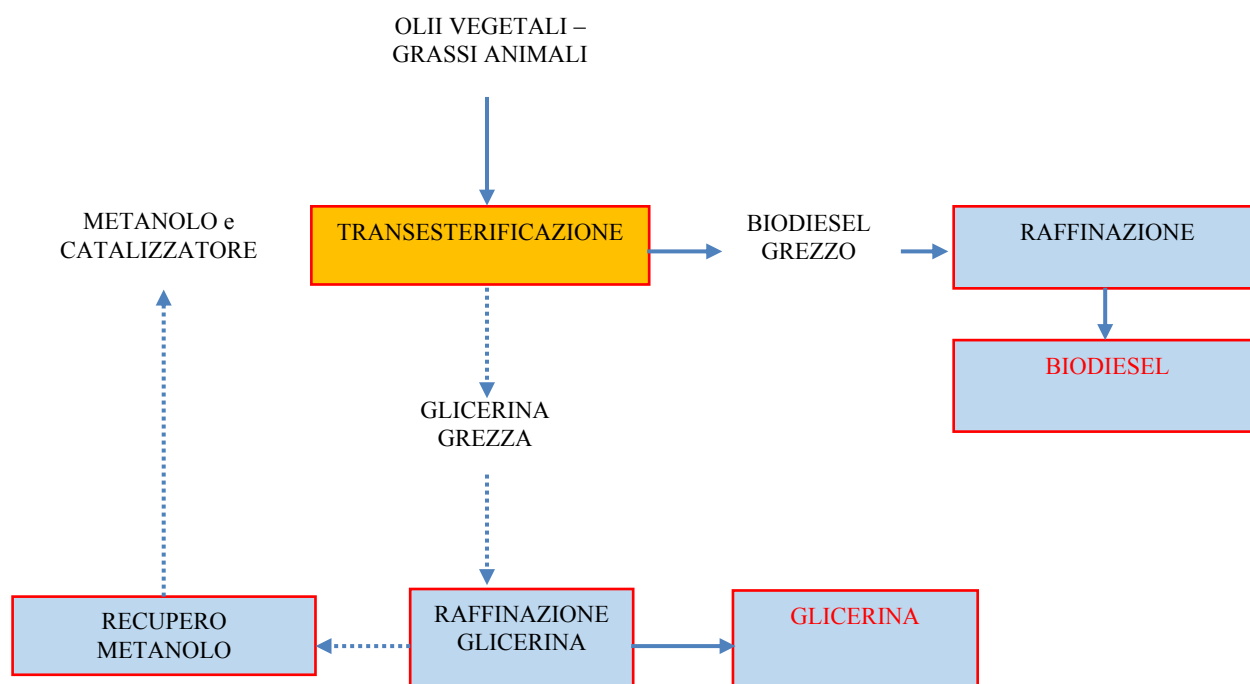 OLII VEGETALI –
GRASSI ANIMALI
METANOLO e
CATALIZZATORE
TRANSESTERIFICAZIONE
BIODIESEL
GREZZO
RAFFINAZIONE
BIODIESEL
GLICERINA
GREZZA
RECUPERO
METANOLO
RAFFINAZIONE
GLICERINA
GLICERINA